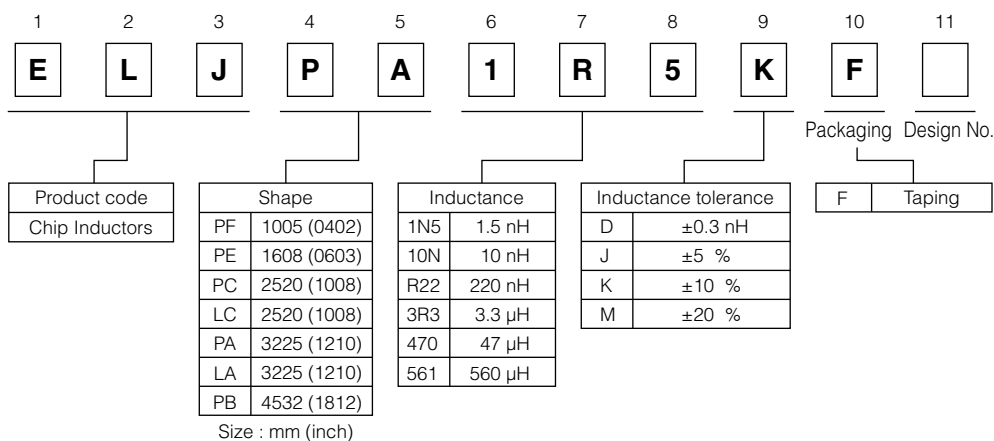 1 2 3 4 5 6 7 8 9 10 11
E L J P A 1 R 5 K F
Packaging Design No.
Product code
Chip Inductors
Shape
PF 1005 (0402)
PE 1608 (0603)
PC 2520 (1008)
LC 2520 (1008)
PA 3225 (1210)
LA 3225 (1210)
PB 4532 (1812)
Size : mm (inch)
Inductance
1N5 1.5 nH
10N 10 nH
R22 220 nH
3R3 3.3 µH
470 47 µH
561 560 µH
Inductance tolerance
D ±0.3 nH
J ±5 %
K ±10 %
M ±20 %
F Taping